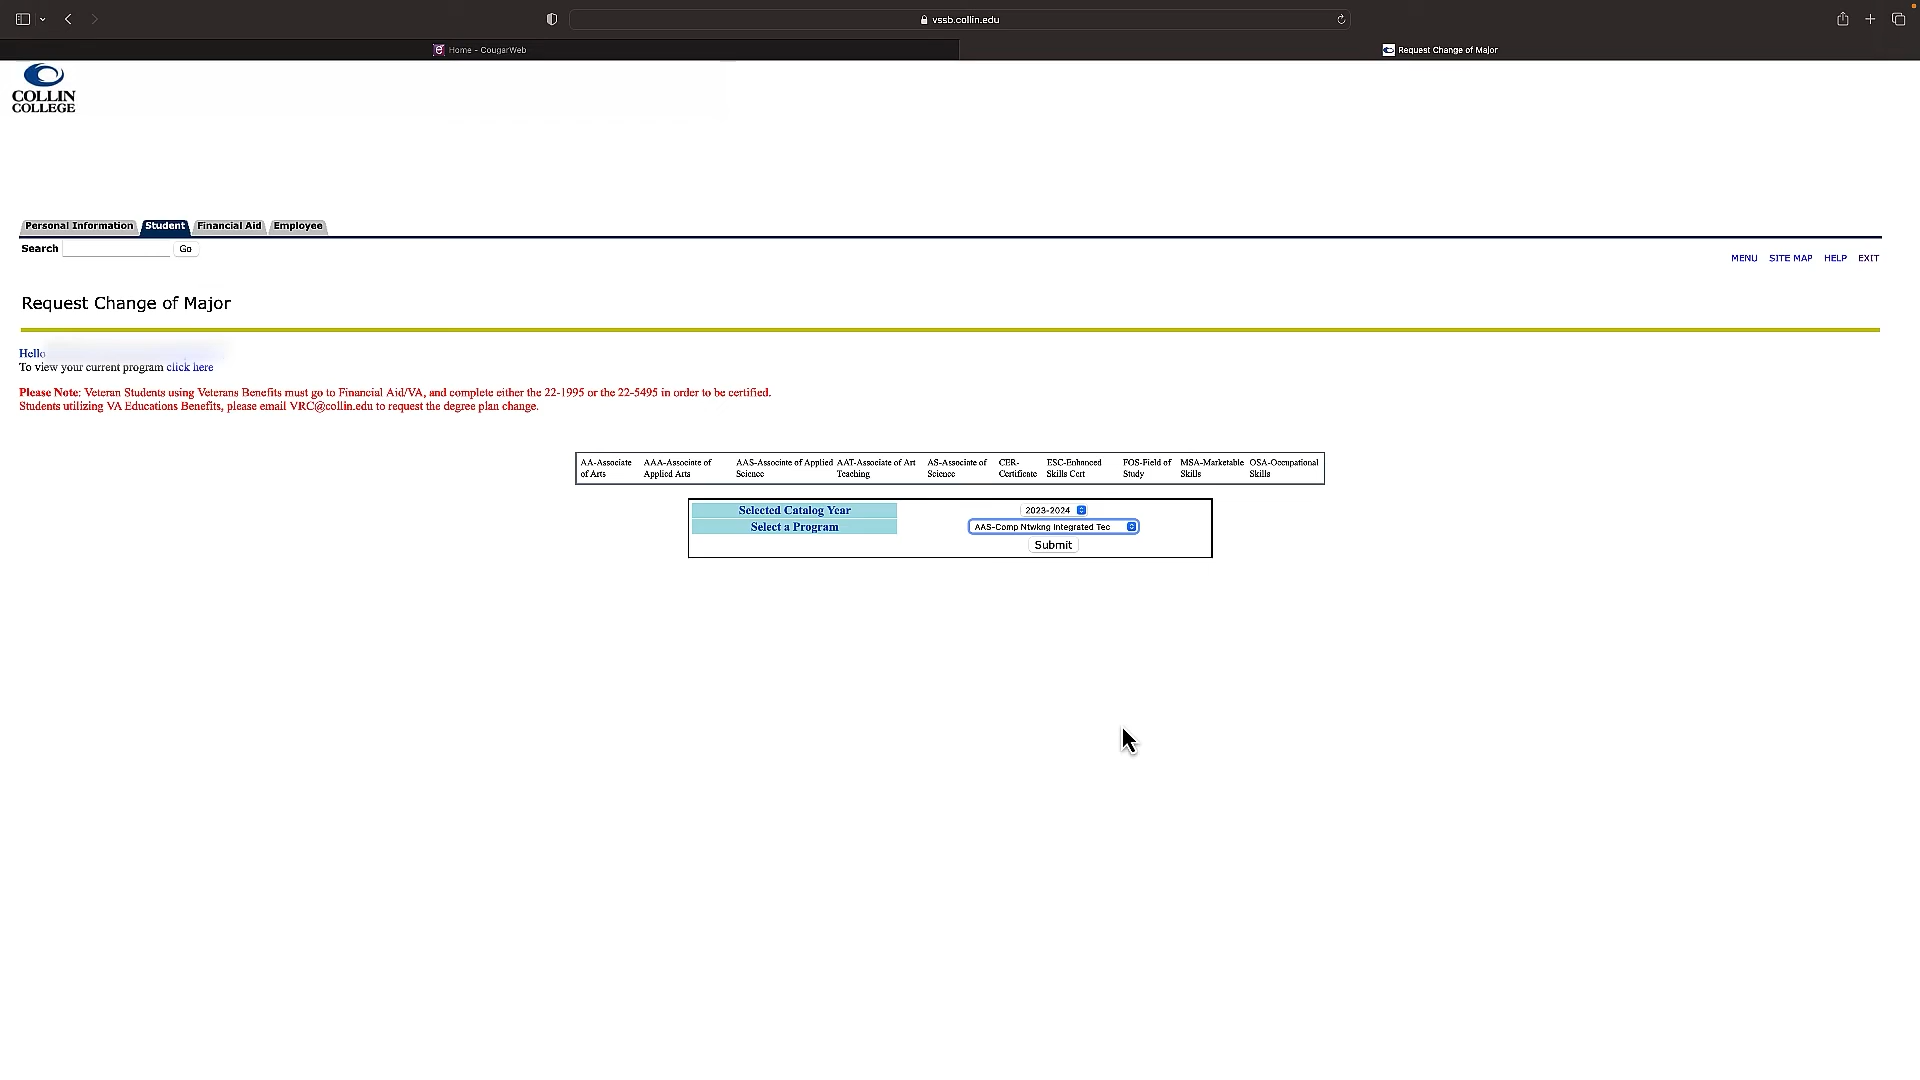 vssb.collin.edu
Home - CougarWeb
Request Change of Major
COLLIN
COLLEGE
Personal Information Student Financial Aid Employee
Search Go
MENU SITE MAP HELP EXIT
Request Change of Major
Hello
To view your current program click here
Please Note: Veteran Students using Veterans Benefits must go to Financial Aid/VA, and complete either the 22-1995 or the 22-5495 in order to be certified.
Students utilizing VA Educations Benefits, please email VRC@collin.edu to request the degree plan change.
AA-Associate AAA-Associnte of AAS-Associnte of Applied AAT-Associate of Art AS-Associnte of CER- ESC-Enhanced FOS-Field of MSA-Marketable OSA-Occupational
of Arts Applied Arts Science Teaching Science Certificate Skills Cert Study Skills Skills
Selected Catalog Year 2023-2024
Select a Program AAS-Comp Ntwkng Integrated Tec
Submit